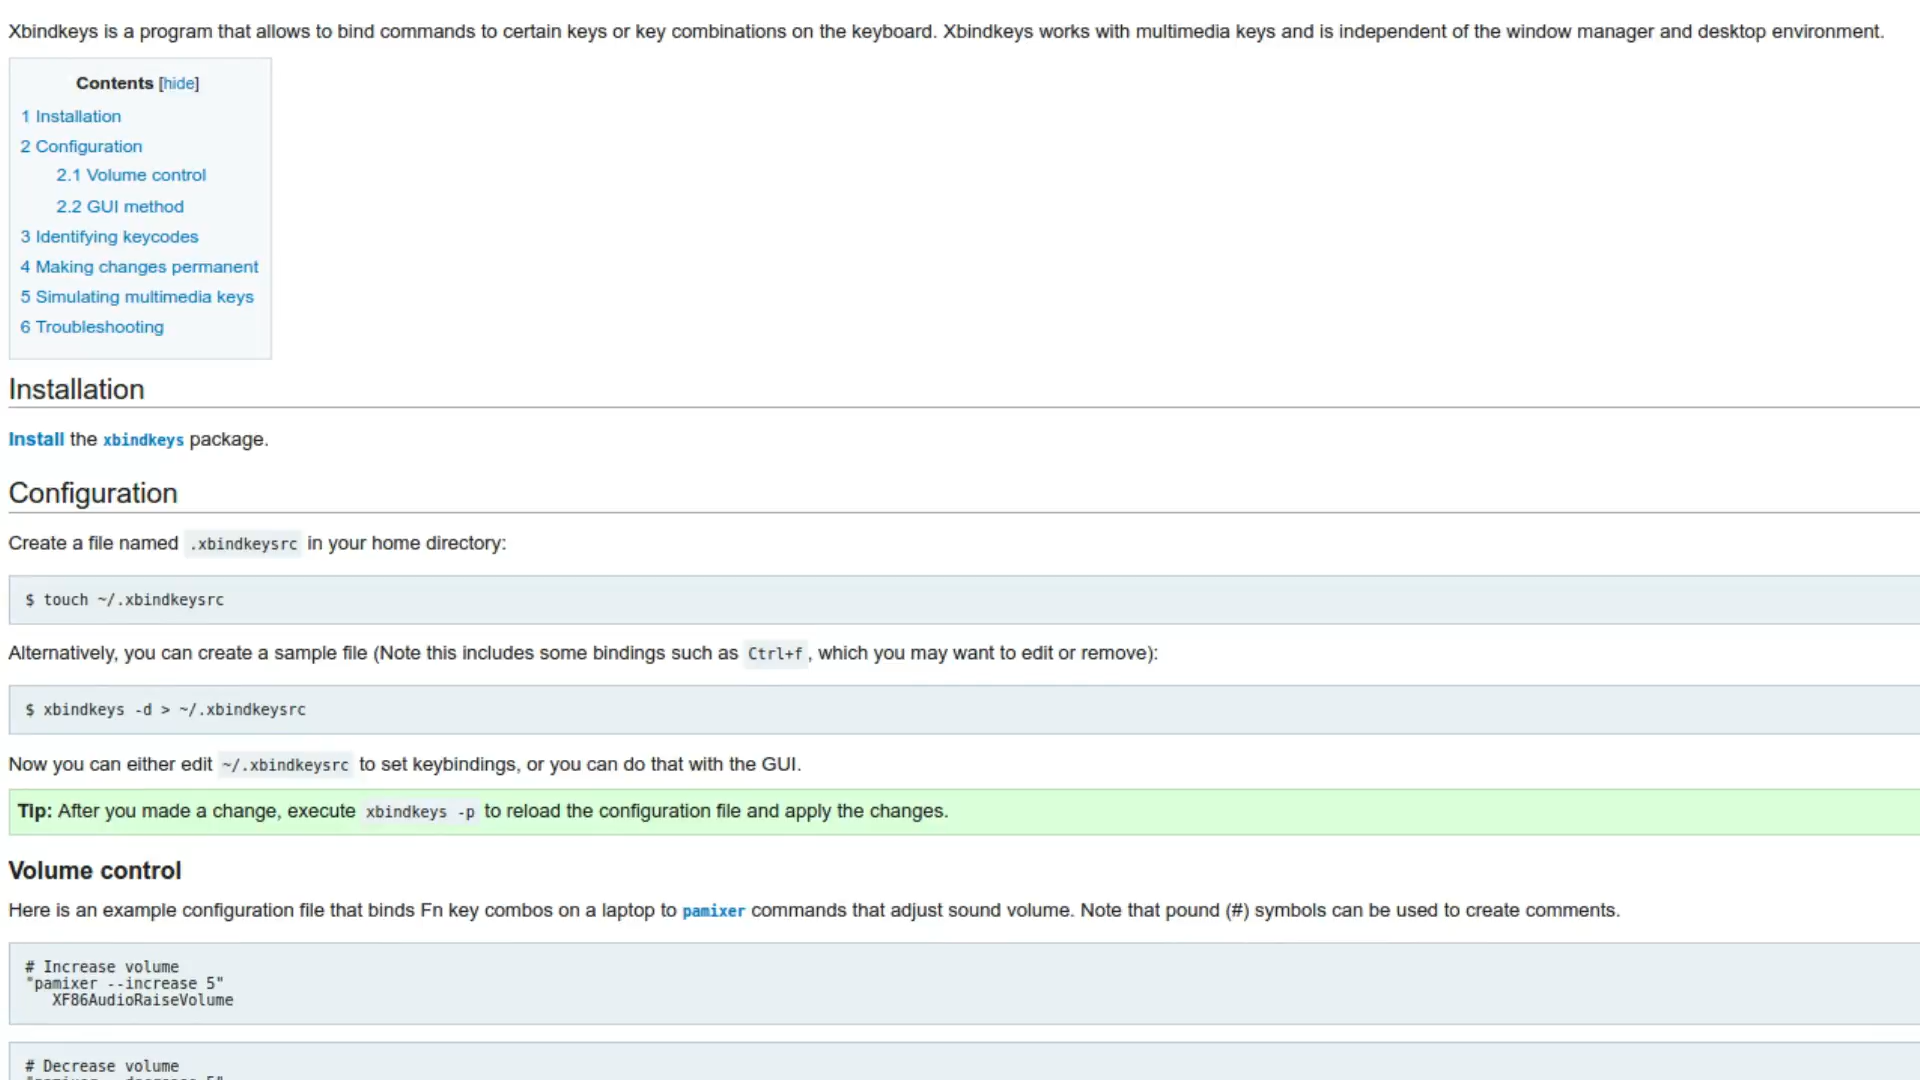 Xbindkeys is a program that allows to bind commands to certain keys or key combinations on the keyboard. Xbindkeys works with multimedia keys and is independent of the window manager and desktop environment.
Contents [hide]
1 Installation
2 Configuration
2.1 Volume control
2.2 GUI method
3 Identifying keycodes
4 Making changes permanent
5 Simulating multimedia keys
6 Troubleshooting
Installation
Install the xbindkeys package.
Configuration
Create a file named .xbindkeysrc in your home directory:
$ touch ~/.xbindkeysrc
Alternatively, you can create a sample file (Note this includes some bindings such as Ctrl+f, which you may want to edit or remove):
$ xbindkeys -d > ~/.xbindkeysrc
Now you can either edit ~/.xbindkeysrc to set keybindings, or you can do that with the GUI.
Tip: After you made a change, execute xbindkeys -p to reload the configuration file and apply the changes.
Volume control
Here is an example configuration file that binds Fn key combos on a laptop to pamixer commands that adjust sound volume. Note that pound (#) symbols can be used to create comments.
# Increase volume
"pamixer --increase 5"
XF86AudioRaiseVolume
# Decrease volume